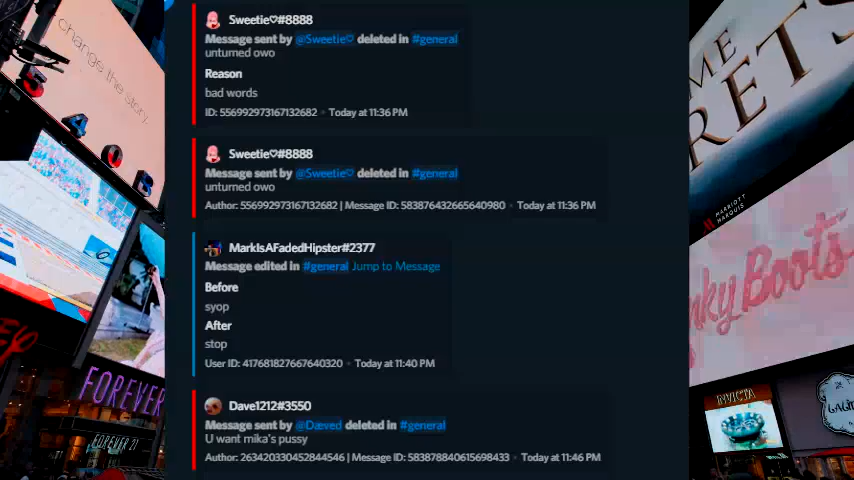 Sweetie♡#8888
Message sent by @Sweetie♡ deleted in #general
unturned owo
Reason
bad words
ID: 556992973167132682 • Today at 11:36 PM
Sweetie♡#8888
Message sent by @Sweetie♡ deleted in #general
unturned owo
Author: 556992973167132682 | Message ID: 583876432665640980 • Today at 11:36 PM
MarkIsAFadedHipster#2377
Message edited in #general Jump to Message
Before
syop
After
stop
User ID: 417681827667640320 • Today at 11:40 PM
Dave1212#3550
Message sent by @Dæved deleted in #general
U want mika's pussy
Author: 263420330452844546 | Message ID: 583878840615698433 • Today at 11:46 PM
change the story.
FOREVER
FOREVER 21
MARRIOTT
MARQUIS
ky Boots
INVICTA